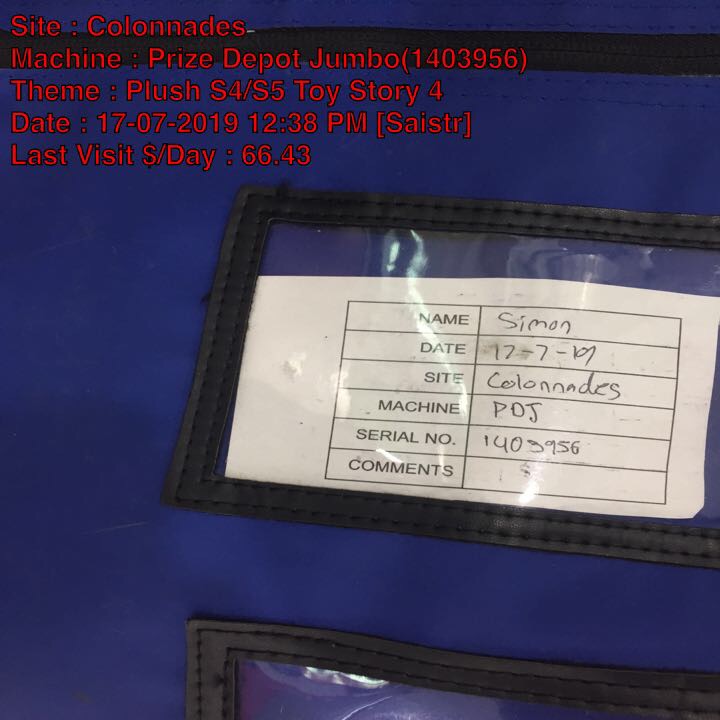 Site : Colonnades
Machine : Prize Depot Jumbo(1403956)
Theme : Plush S4/S5 Toy Story 4
Date : 17-07-2019 12:38 PM [Saistr]
Last Visit $/Day : 66.43
NAME Simon
DATE 17-7-19
SITE Colonnades
MACHINE PDJ
SERIAL NO. 1403956
COMMENTS